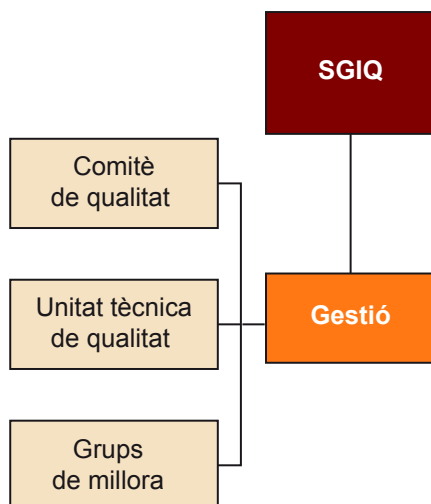 SGIQ
Comitè
de qualitat
Unitat tècnica
de qualitat
Gestió
Grups
de millora